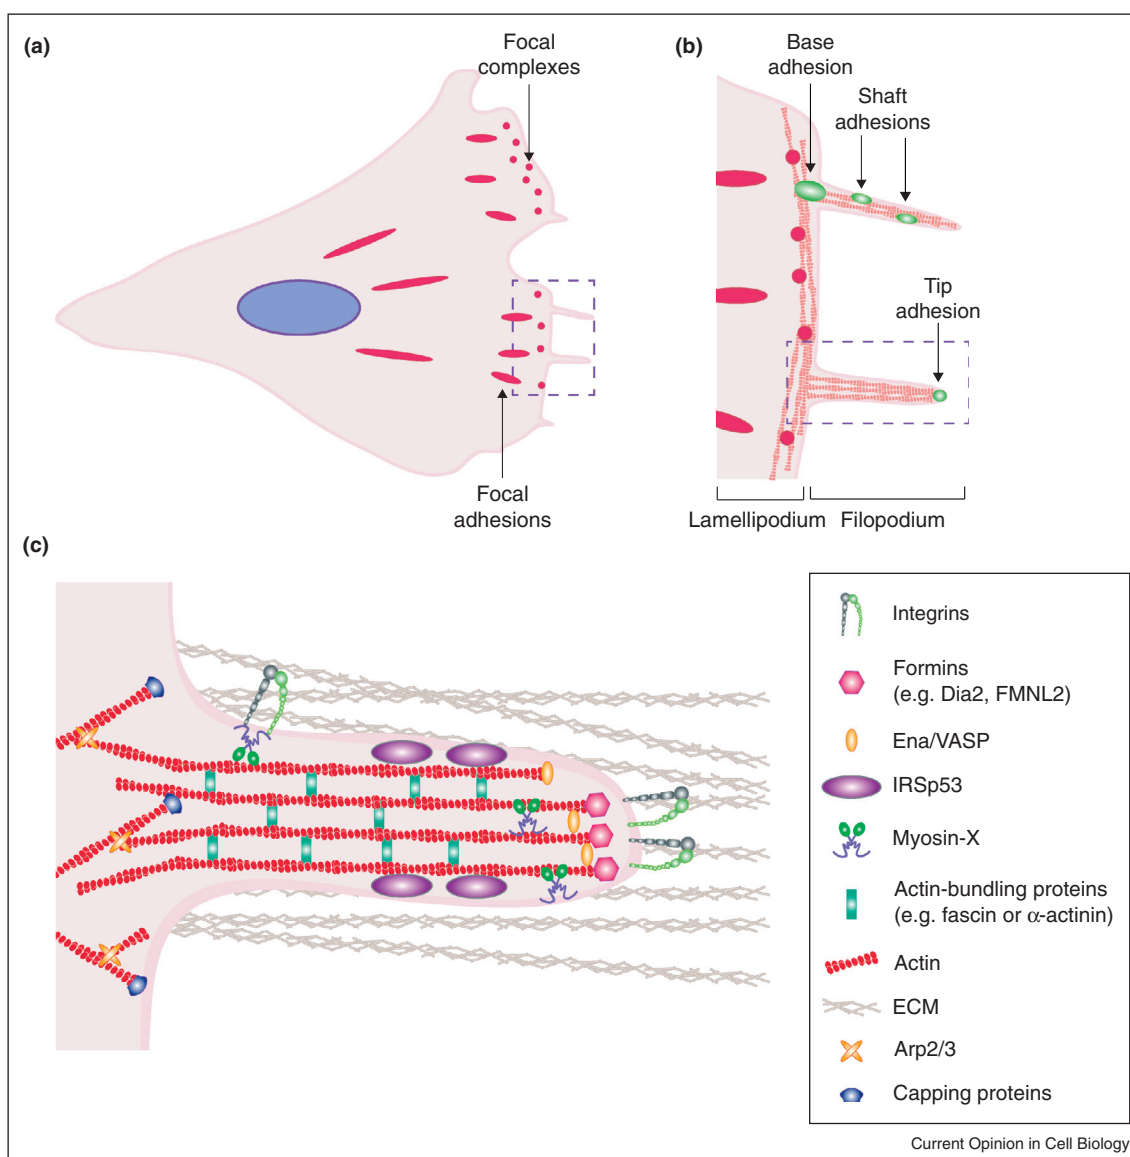 (a)
Focal
complexes
Focal
adhesions
(b)
Base
adhesion
Shaft
adhesions
Tip
adhesion
Lamellipodium
Filopodium
(c)
Integrins
Formins
(e.g. Dia2, FMNL2)
Ena/VASP
IRSp53
Myosin-X
Actin-bundling proteins
(e.g. fascin or α-actinin)
Actin
ECM
Arp2/3
Capping proteins
Current Opinion in Cell Biology